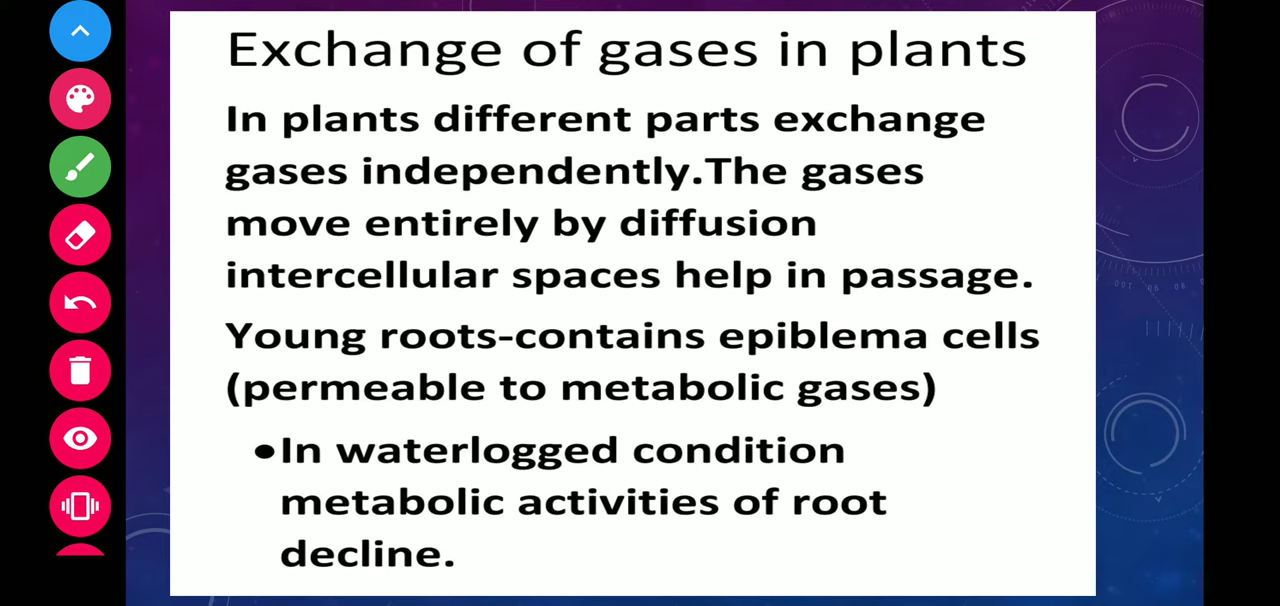 Exchange of gases in plants
In plants different parts exchange
gases independently.The gases
move entirely by diffusion
intercellular spaces help in passage.
Young roots-contains epiblema cells
(permeable to metabolic gases)
•In waterlogged condition
metabolic activities of root
decline.